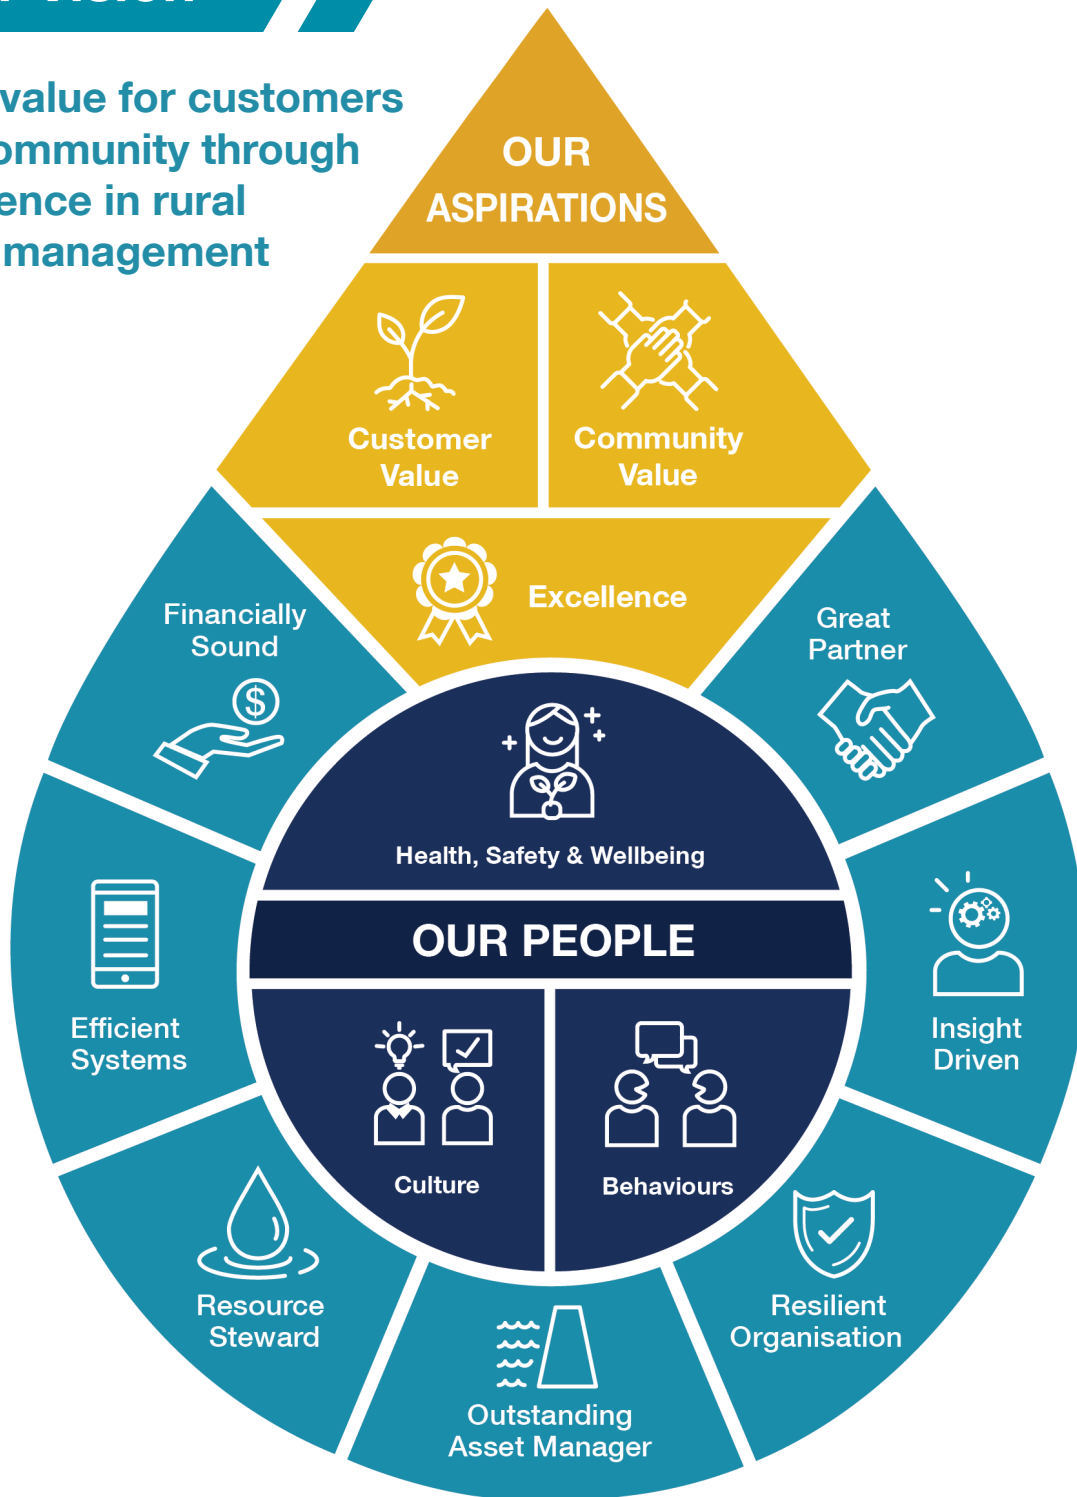 Vision
value for customers
ommunity through
ence in rural
management
OUR
ASPIRATIONS
Customer
Value
Community
Value
Excellence
Financially
Sound
$
Great
Partner
Health, Safety & Wellbeing
OUR PEOPLE
Efficient
Systems
Insight
Driven
Culture
Behaviours
Resource
Steward
Resilient
Organisation
Outstanding
Asset Manager